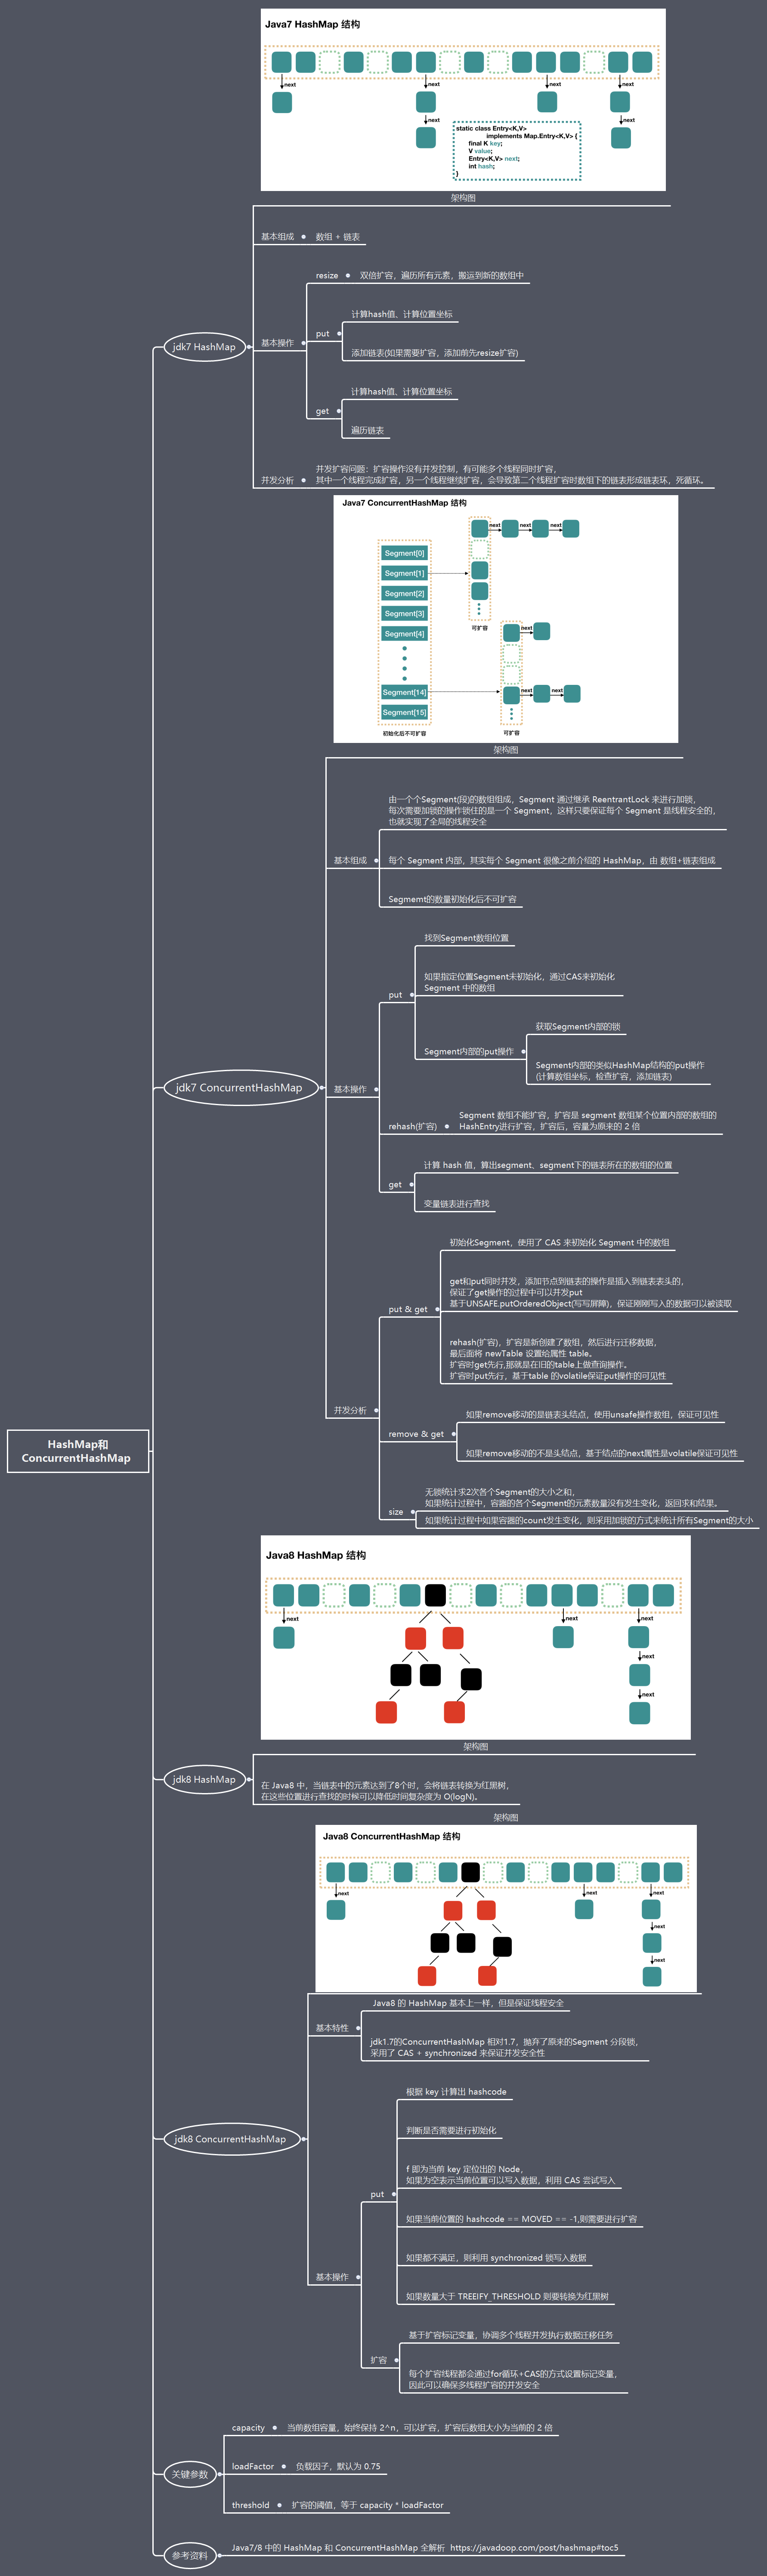 Java7 HashMap 结构
next
next
next
next
next
next
static class Entry<K,V>
implements Map.Entry<K,V> {
final K key;
V value;
Entry<K,V> next;
int hash;
}
架构图
基本组成
数组 + 链表
resize
双倍扩容，遍历所有元素，搬运到新的数组中
put
计算hash值、计算位置坐标
添加链表(如果需要扩容，添加前先resize扩容)
基本操作
get
计算hash值、计算位置坐标
遍历链表
jdk7 HashMap
并发分析
并发扩容问题：扩容操作没有并发控制，有可能多个线程同时扩容，
其中一个线程完成扩容，另一个线程继续扩容，会导致第二个线程扩容时数组下的链表形成链表环，死循环。
Java7 ConcurrentHashMap 结构
next
next
next
Segment[0]
Segment[1]
Segment[2]
Segment[3]
Segment[4]
可扩容
next
Segment[14]
next
next
Segment[15]
初始化后不可扩容
可扩容
架构图
由一个个Segment(段)的数组组成，Segment 通过继承 ReentrantLock 来进行加锁，
每次需要加锁的操作锁住的是一个 Segment，这样只要保证每个 Segment 是线程安全的，
也就实现了全局的线程安全
基本组成
每个 Segment 内部，其实每个 Segment 很像之前介绍的 HashMap，由 数组+链表组成
Segmemt的数量初始化后不可扩容
put
找到Segment数组位置
如果指定位置Segment未初始化，通过CAS来初始化
Segment 中的数组
Segment内部的put操作
获取Segment内部的锁
Segment内部的类似HashMap结构的put操作
(计算数组坐标，检查扩容，添加链表)
jdk7 ConcurrentHashMap
基本操作
rehash(扩容)
Segment 数组不能扩容，扩容是 segment 数组某个位置内部的数组的
HashEntry进行扩容，扩容后，容量为原来的 2 倍
get
计算 hash 值，算出segment、segment下的链表所在的数组的位置
变量链表进行查找
put & get
初始化Segment，使用了 CAS 来初始化 Segment 中的数组
get和put同时并发，添加节点到链表的操作是插入到链表表头的，
保证了get操作的过程中可以并发put
基于UNSAFE.putOrderedObject(写写屏障)，保证刚刚写入的数据可以被读取
rehash(扩容)，扩容是新创建了数组，然后进行迁移数据，
最后面将 newTable 设置给属性 table。
扩容时get先行,那就是在旧的table上做查询操作。
扩容时put先行，基于table 的volatile保证put操作的可见性
并发分析
remove & get
如果remove移动的是链表头结点，使用unsafe操作数组，保证可见性
如果remove移动的不是头结点，基于结点的next属性是volatile保证可见性
size
无锁统计求2次各个Segment的大小之和，
如果统计过程中，容器的各个Segment的元素数量没有发生变化，返回求和结果。
如果统计过程中如果容器的count发生变化，则采用加锁的方式来统计所有Segment的大小
HashMap和
ConcurrentHashMap
Java8 HashMap 结构
next
next
next
next
next
架构图
jdk8 HashMap
在 Java8 中，当链表中的元素达到了8个时，会将链表转换为红黑树，
在这些位置进行查找的时候可以降低时间复杂度为 O(logN)。
架构图
Java8 ConcurrentHashMap 结构
next
next
next
next
next
基本特性
Java8 的 HashMap 基本上一样，但是保证线程安全
jdk1.7的ConcurrentHashMap 相对1.7，抛弃了原来的Segment 分段锁，
采用了 CAS + synchronized 来保证并发安全性
jdk8 ConcurrentHashMap
put
根据 key 计算出 hashcode
判断是否需要进行初始化
f 即为当前 key 定位出的 Node，
如果为空表示当前位置可以写入数据，利用 CAS 尝试写入
如果当前位置的 hashcode == MOVED == -1,则需要进行扩容
如果都不满足，则利用 synchronized 锁写入数据
如果数量大于 TREEIFY_THRESHOLD 则要转换为红黑树
基本操作
扩容
基于扩容标记变量，协调多个线程并发执行数据迁移任务
每个扩容线程都会通过for循环+CAS的方式设置标记变量，
因此可以确保多线程扩容的并发安全
关键参数
capacity
当前数组容量，始终保持 2^n，可以扩容，扩容后数组大小为当前的 2 倍
loadFactor
负载因子，默认为 0.75
threshold
扩容的阈值，等于 capacity * loadFactor
参考资料
Java7/8 中的 HashMap 和 ConcurrentHashMap 全解析 https://javadoop.com/post/hashmap#toc5